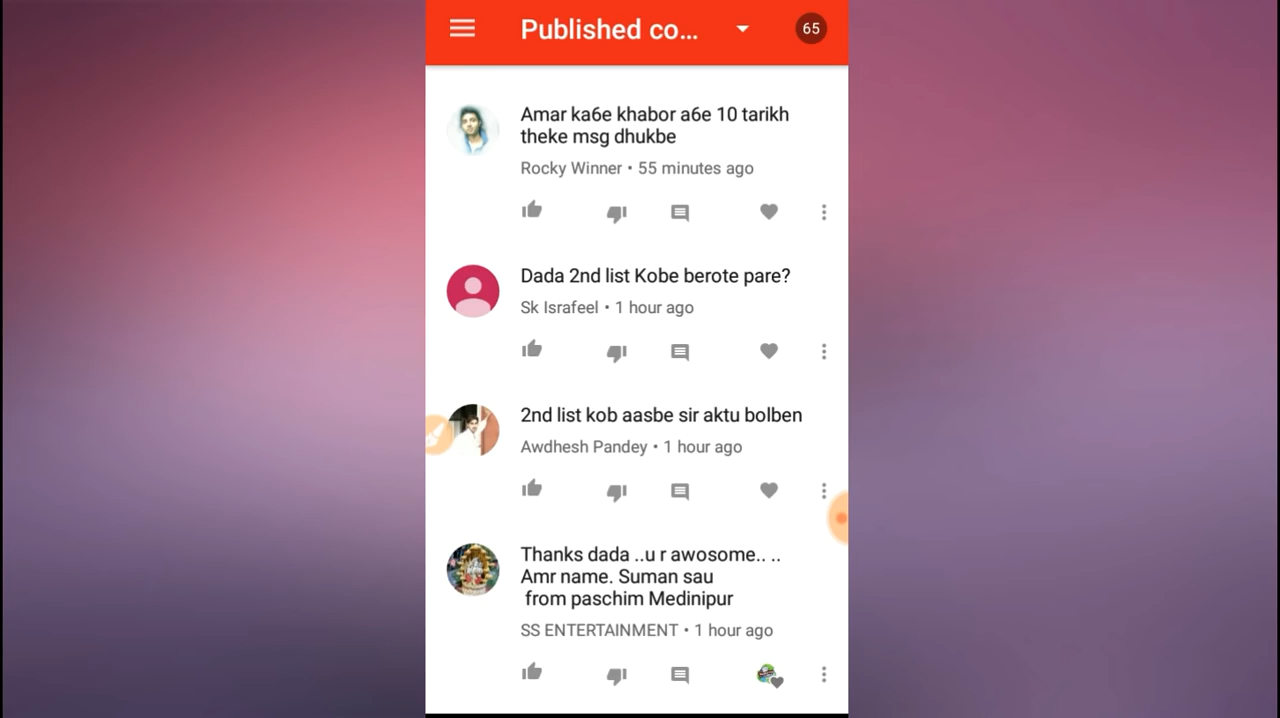 Published co...
65
Amar ka6e khabor a6e 10 tarikh
theke msg dhukbe
Rocky Winner • 55 minutes ago
Dada 2nd list Kobe berote pare?
Sk Israfeel • 1 hour ago
2nd list kob aasbe sir aktu bolben
Awdhesh Pandey • 1 hour ago
Thanks dada ..u r awosome.. ..
Amr name. Suman sau
from paschim Medinipur
SS ENTERTAINMENT • 1 hour ago